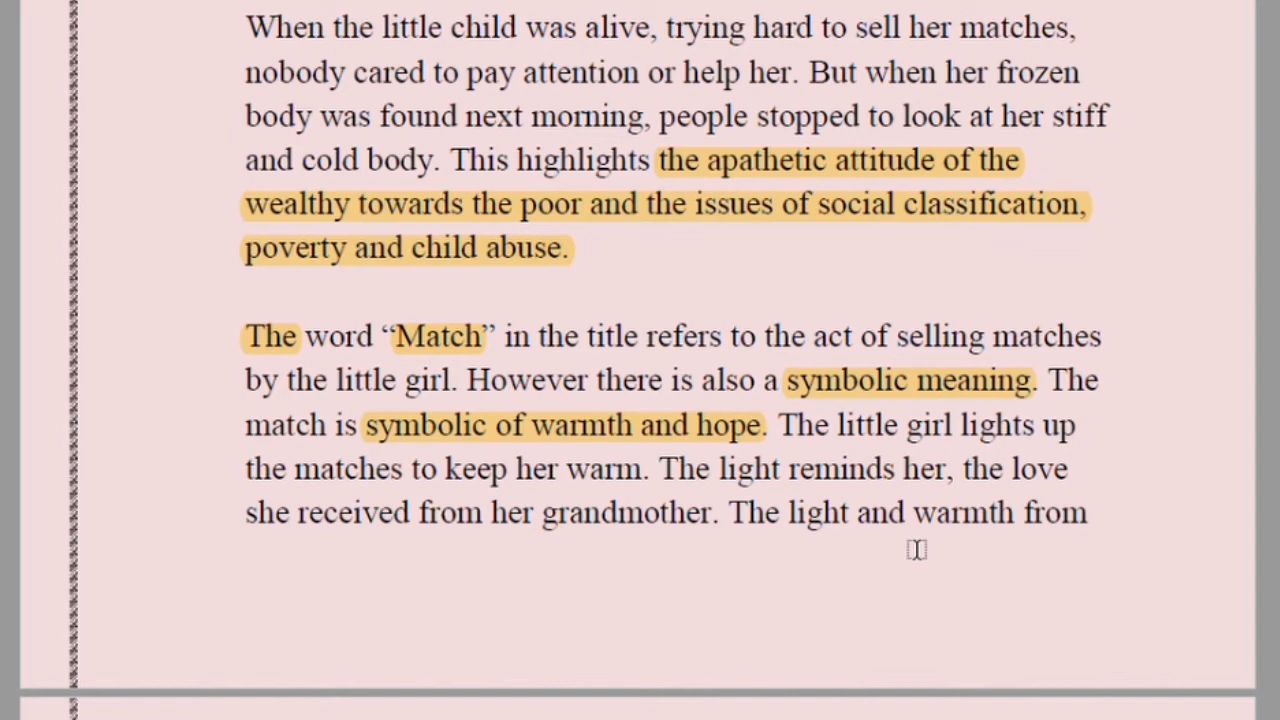 When the little child was alive, trying hard to sell her matches,
nobody cared to pay attention or help her. But when her frozen
body was found next morning, people stopped to look at her stiff
and cold body. This highlights the apathetic attitude of the
wealthy towards the poor and the issues of social classification,
poverty and child abuse.
The word “Match” in the title refers to the act of selling matches
by the little girl. However there is also a symbolic meaning. The
match is symbolic of warmth and hope. The little girl lights up
the matches to keep her warm. The light reminds her, the love
she received from her grandmother. The light and warmth from